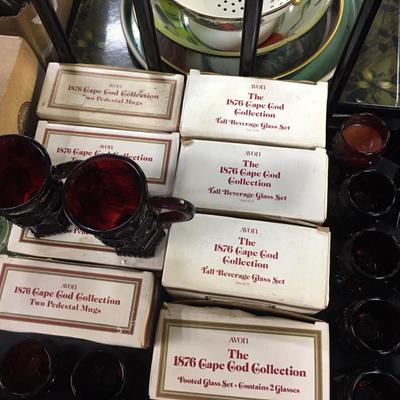 AVON
1876 Cape Cod Collection
Two Pedestal Mugs
AVON
The
1876 Cape Cod
Collection
Tall Beverage Glass Set
AVON
1876 Cape Cod Collection
AVON
The
1876 Cape Cod
Collection
Tall Beverage Glass Set
Cape Cod Collection
AVON
The
1876 Cape Cod
Collection
Tall Beverage Glass Set
AVON
1876 Cape Cod Collection
Two Pedestal Mugs
AVON
The
1876 Cape Cod Collection
Footed Glass Set • Contains 2 Glasses